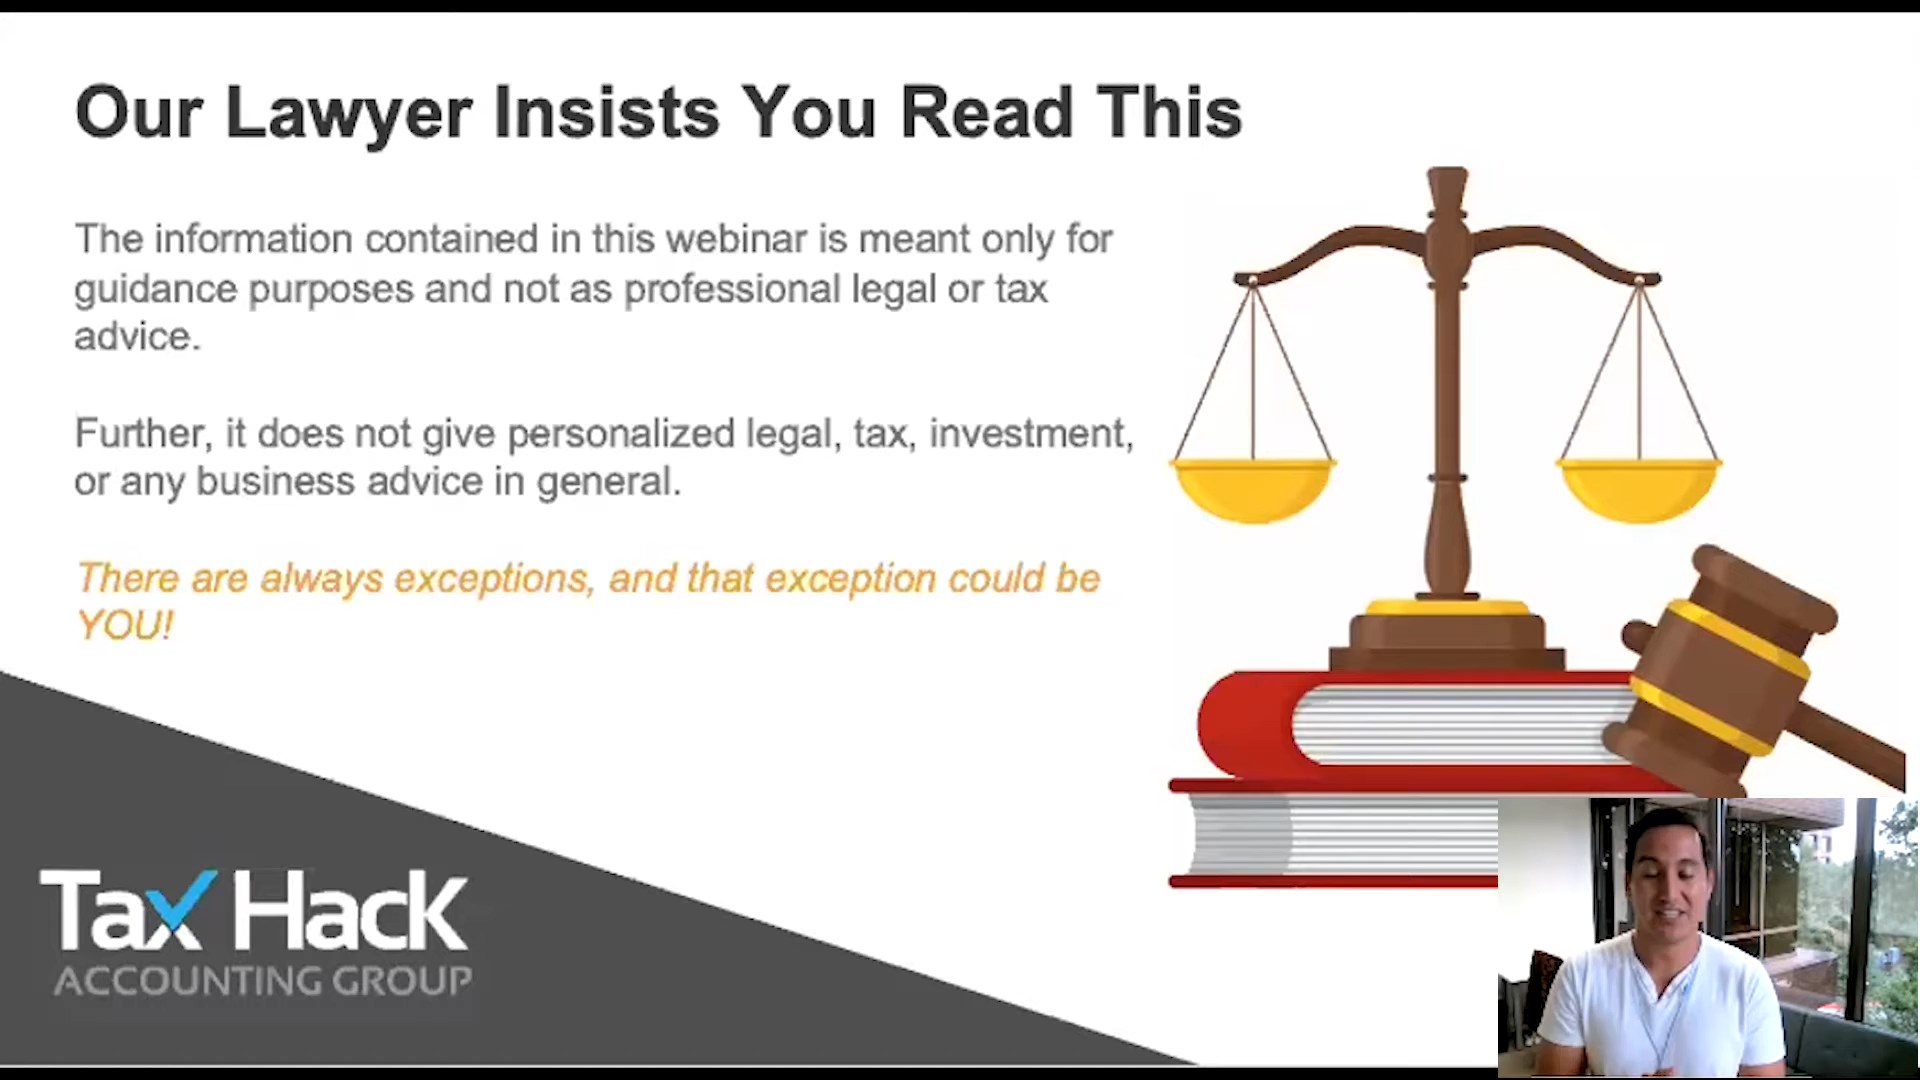 Our Lawyer Insists You Read This
The information contained in this webinar is meant only for
guidance purposes and not as professional legal or tax
advice.
Further, it does not give personalized legal, tax, investment,
or any business advice in general.
There are always exceptions, and that exception could be
YOU!
Tax Hack
ACCOUNTING GROUP